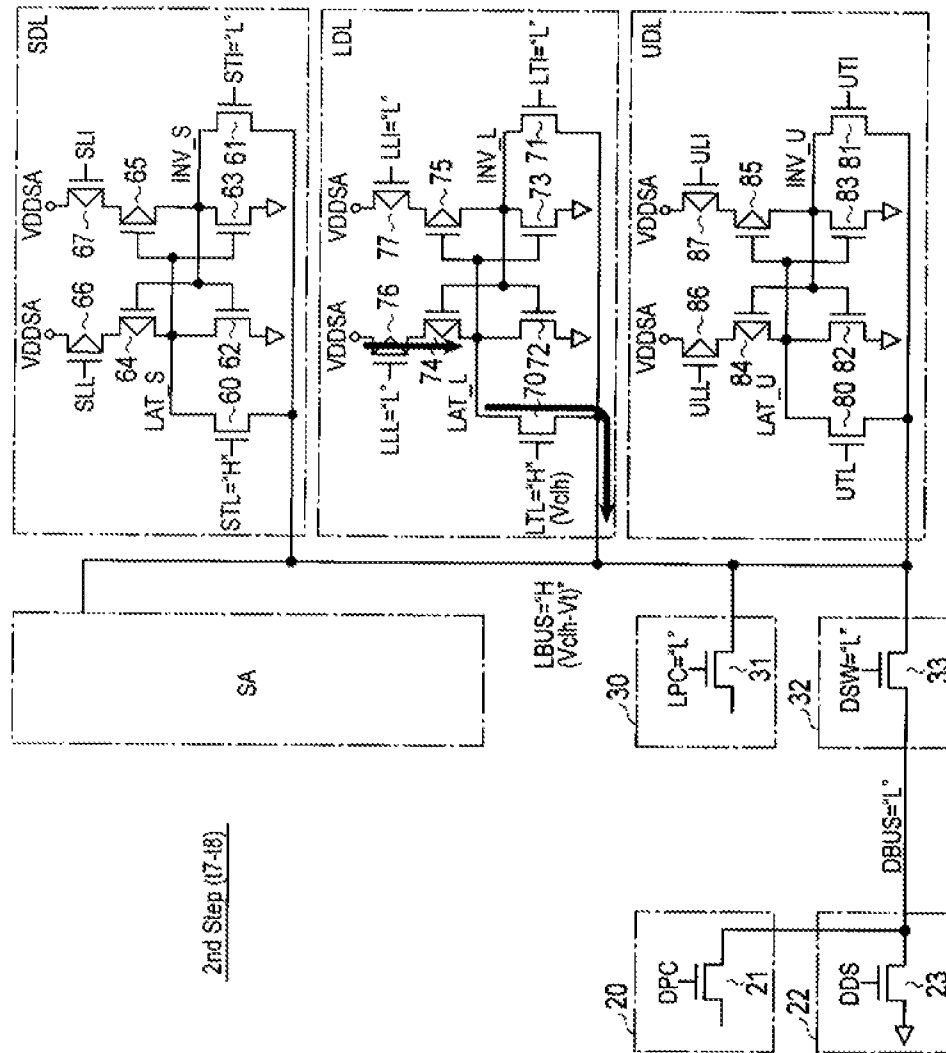 SDL
VDDSA
VDDSA
SLL
66
67
SLI
64
65
LAT_S
INV_S
60
62
63
61
STL="H"
STI="L"
LDL
VDDSA
VDDSA
LLL="L"
76
77
LLI="L"
74
75
LAT_L
INV_L
70
72
73
71
LTL="H"
(Vclh)
LTI="L"
UDL
VDDSA
VDDSA
ULL
86
87
ULI
84
85
LAT_U
INV_U
80
82
83
81
UTL
UTI
SA
LBUS="H
(Vclh-Vt)"
30
LPC="L"
31
32
DSW="L"
33
DBUS="L"
2nd Step (t7-t8)
20
DPC
21
22
DDS
23